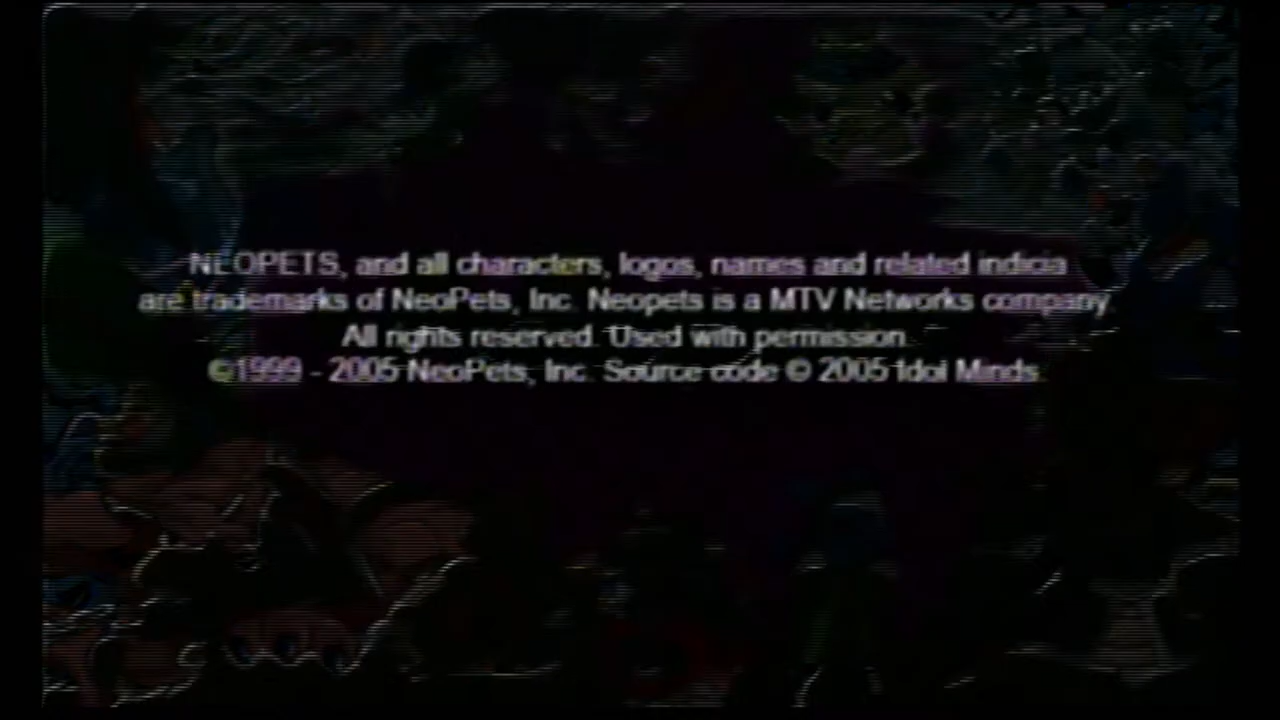 NEOPETS, and all characters, logos, names and related indicia
are trademarks of NeoPets, Inc. Neopets is a MTV Networks company.
All rights reserved. Used with permission.
©1999 - 2005 NeoPets, Inc. Source code © 2005 Idol Minds.